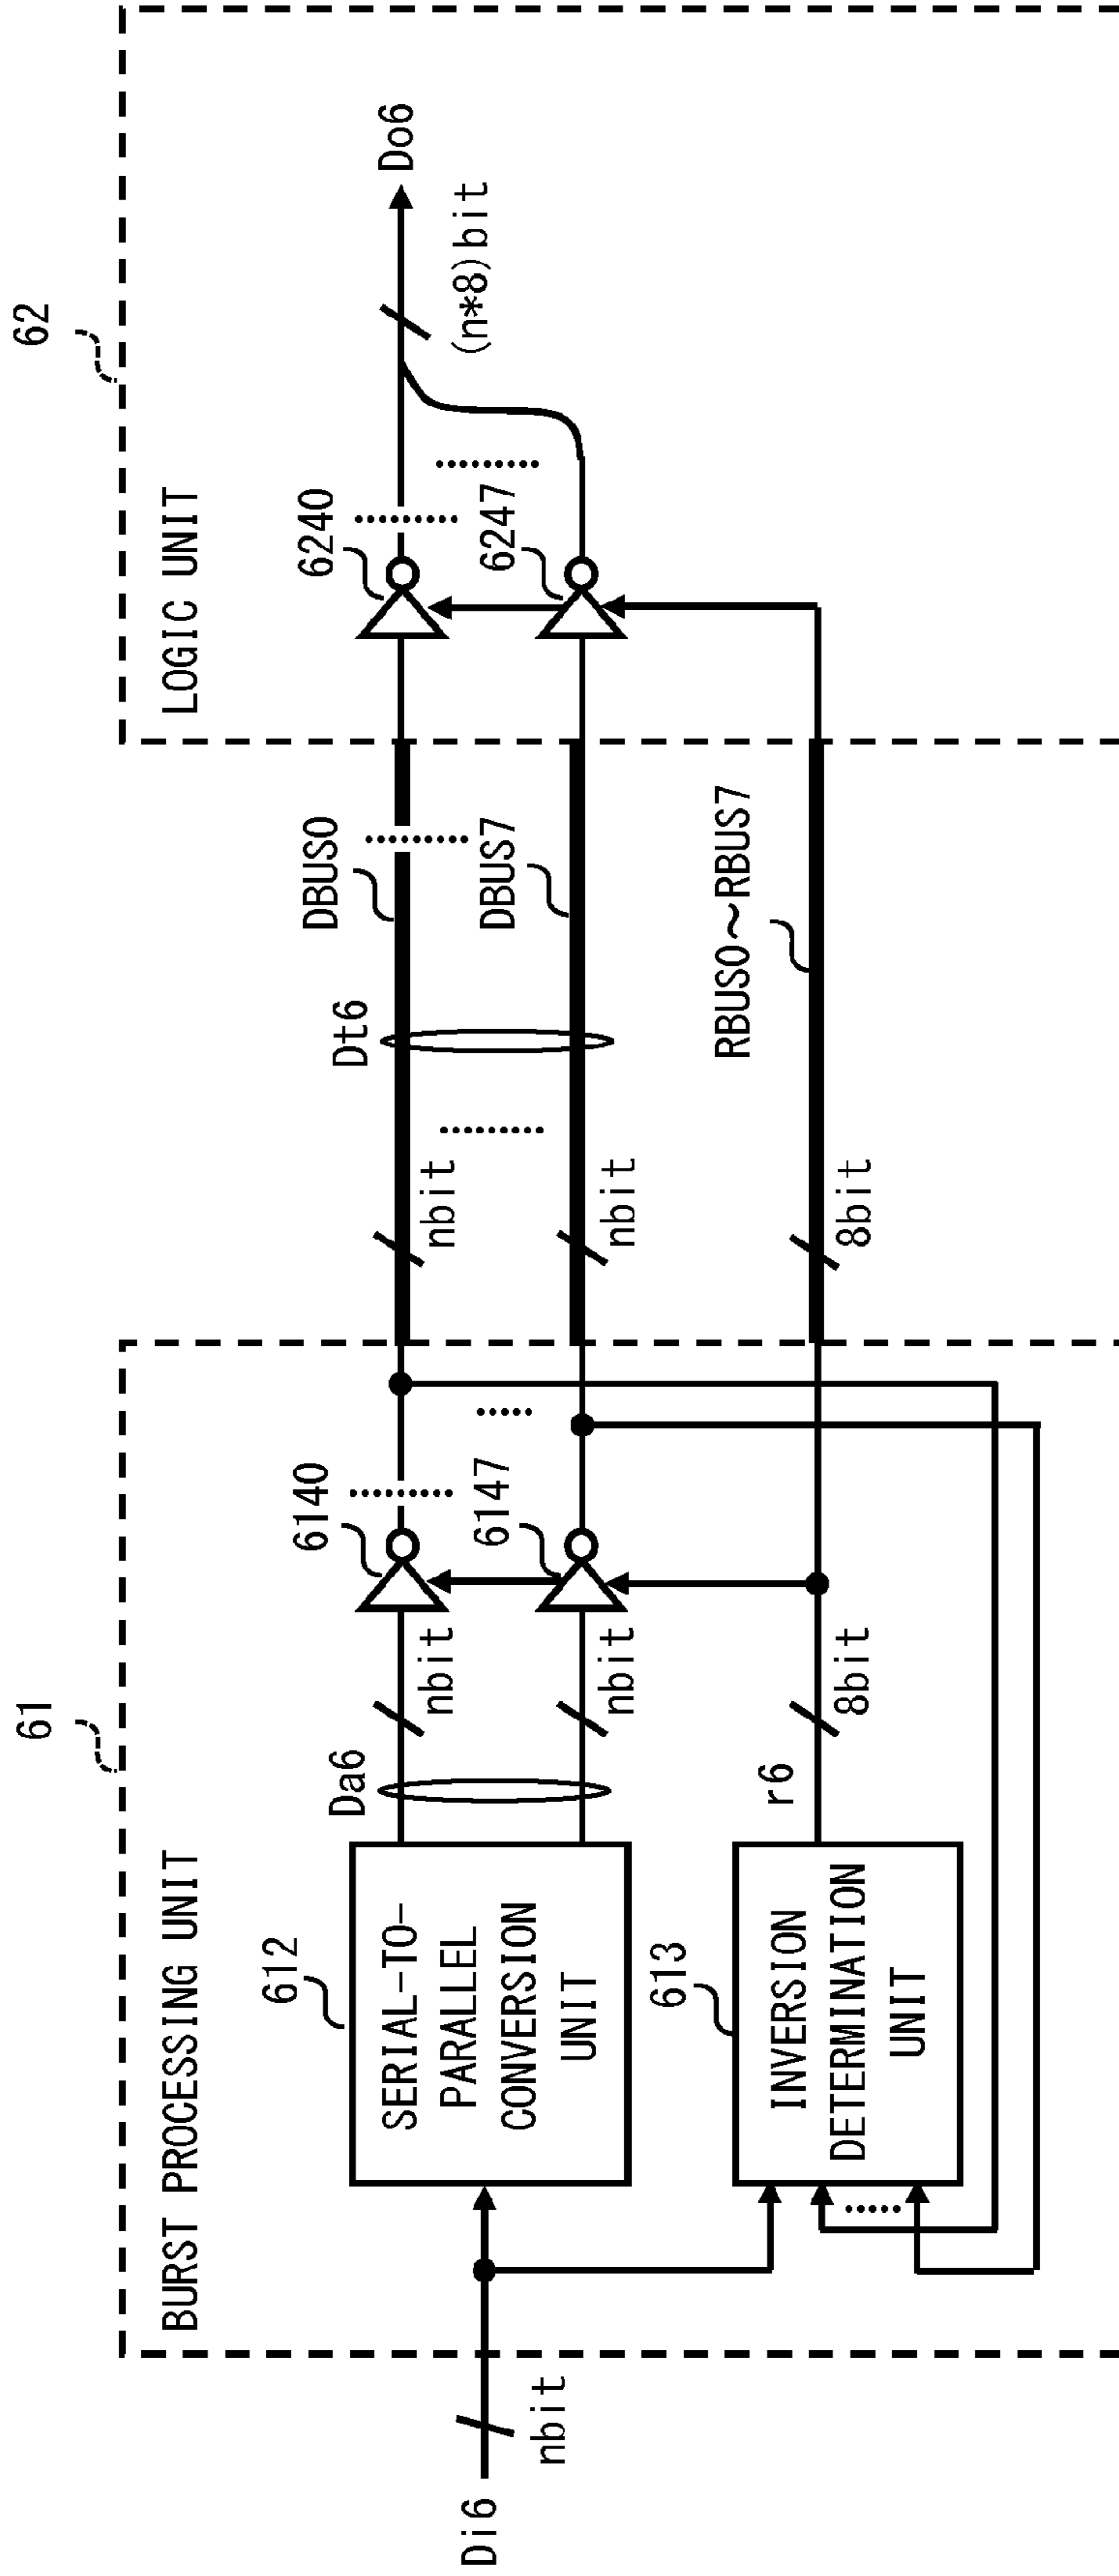 61
62
BURST PROCESSING UNIT
LOGIC UNIT
Di6
nbit
612
SERIAL-TO-
PARALLEL
CONVERSION
UNIT
Da6
nbit
nbit
6140
6147
613
INVERSION
DETERMINATION
UNIT
r6
8bit
nbit
nbit
8bit
Dt6
DBUS0
DBUS7
RBUS0~RBUS7
6240
6247
(n*8)bit
Do6